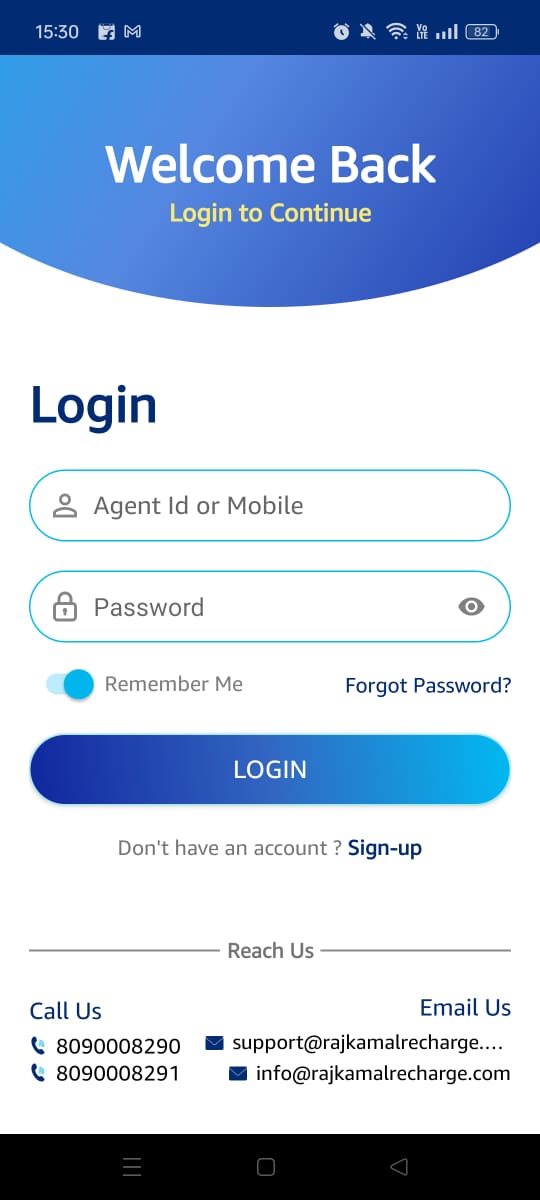 15:30
Vo LTE 82
Welcome Back
Login to Continue
Login
Agent Id or Mobile
Password
Remember Me
Forgot Password?
LOGIN
Don't have an account ? Sign-up
Reach Us
Call Us
Email Us
8090008290
support@rajkamalrecharge....
8090008291
info@rajkamalrecharge.com